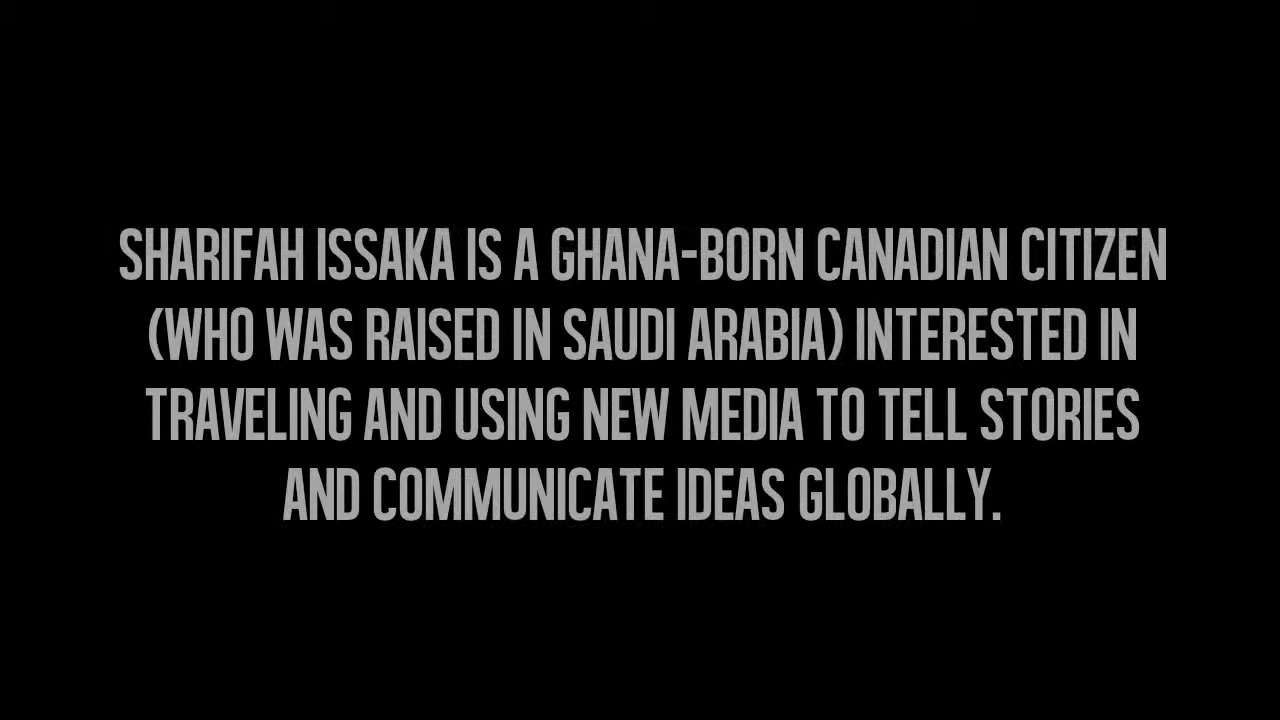 SHARIFAH ISSAKA IS A GHANA-BORN CANADIAN CITIZEN
(WHO WAS RAISED IN SAUDI ARABIA) INTERESTED IN
TRAVELING AND USING NEW MEDIA TO TELL STORIES
AND COMMUNICATE IDEAS GLOBALLY.